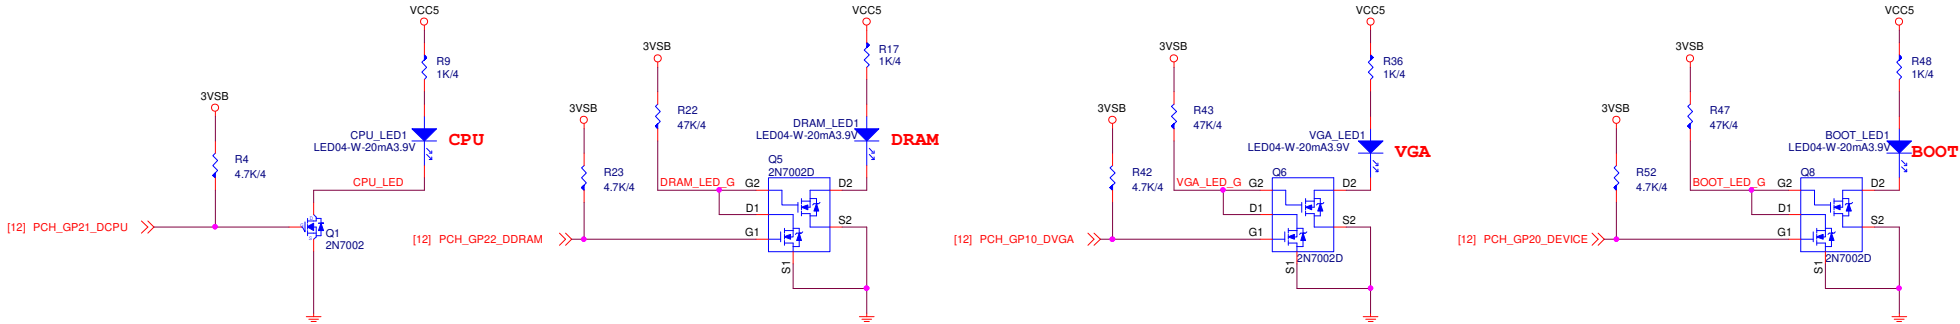 VCC5
R9
1K/4
3VSB
CPU_LED1
LED04-W-20mA3.9V
CPU
R4
4.7K/4
CPU_LED
[12] PCH_GP21_DCPU
Q1
2N7002
VCC5
R17
1K/4
3VSB
R22
47K/4
3VSB
DRAM_LED1
LED04-W-20mA3.9V
DRAM
R23
4.7K/4
Q5
2N7002D
DRAM_LED_G
G2
D2
D1
S2
G1
S1
[12] PCH_GP22_DDRAM
VCC5
R36
1K/4
3VSB
R43
47K/4
3VSB
VGA_LED1
LED04-W-20mA3.9V
VGA
R42
4.7K/4
Q6
VGA_LED_G
G2
D2
D1
S2
G1
S1
2N7002D
[12] PCH_GP10_DVGA
VCC5
R48
1K/4
3VSB
R47
47K/4
3VSB
BOOT_LED1
LED04-W-20mA3.9V
BOOT
R52
4.7K/4
Q8
BOOT_LED_G
G2
D2
D1
S2
G1
S1
2N7002D
[12] PCH_GP20_DEVICE